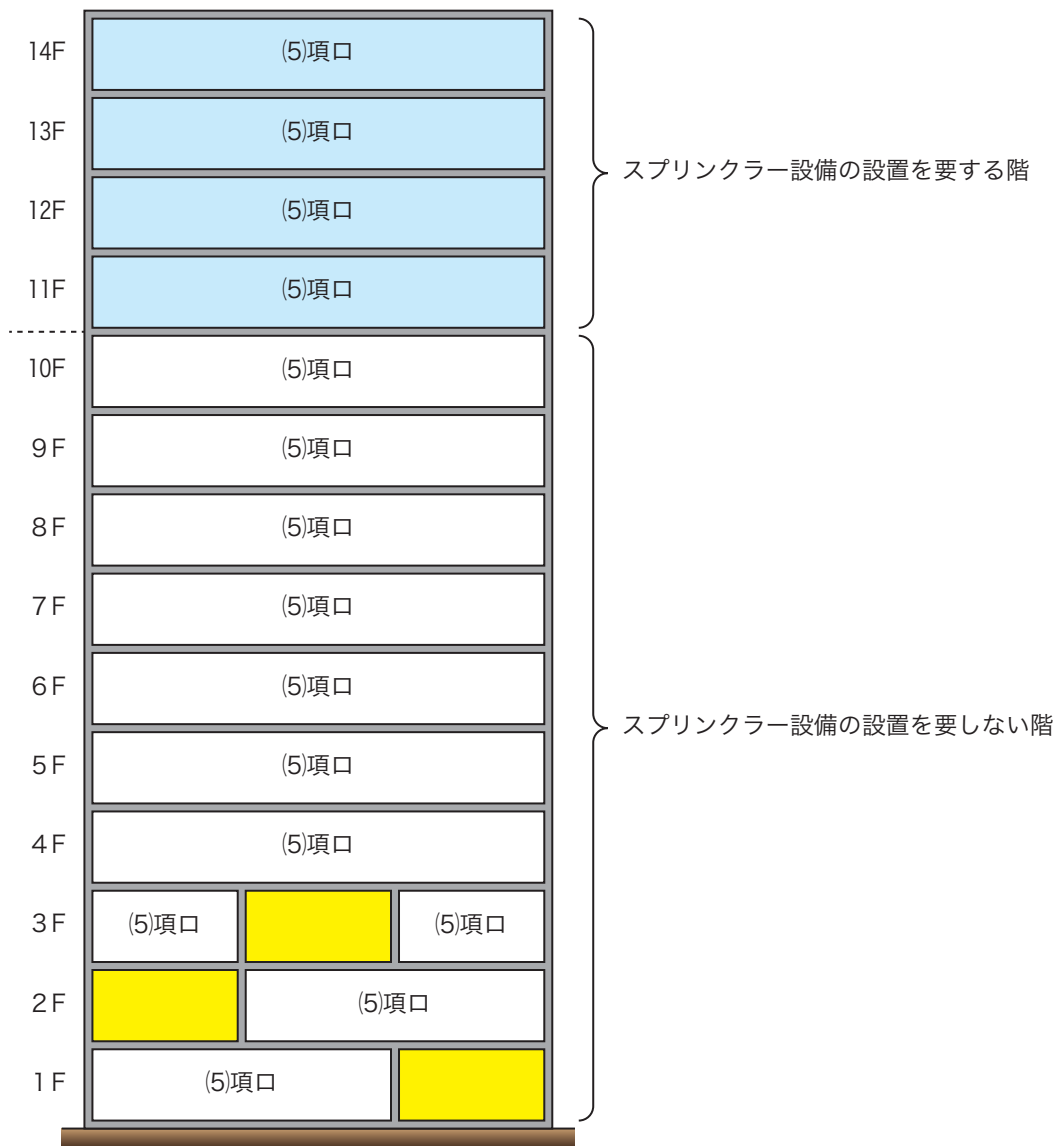 14F
⑸項ロ
13F
⑸項ロ
スプリンクラー設備の設置を要する階
12F
⑸項ロ
11F
⑸項ロ
10F
⑸項ロ
9F
⑸項ロ
8F
⑸項ロ
7F
⑸項ロ
6F
⑸項ロ
スプリンクラー設備の設置を要しない階
5F
⑸項ロ
4F
⑸項ロ
3F
⑸項ロ
⑸項ロ
2F
⑸項ロ
1F
⑸項ロ